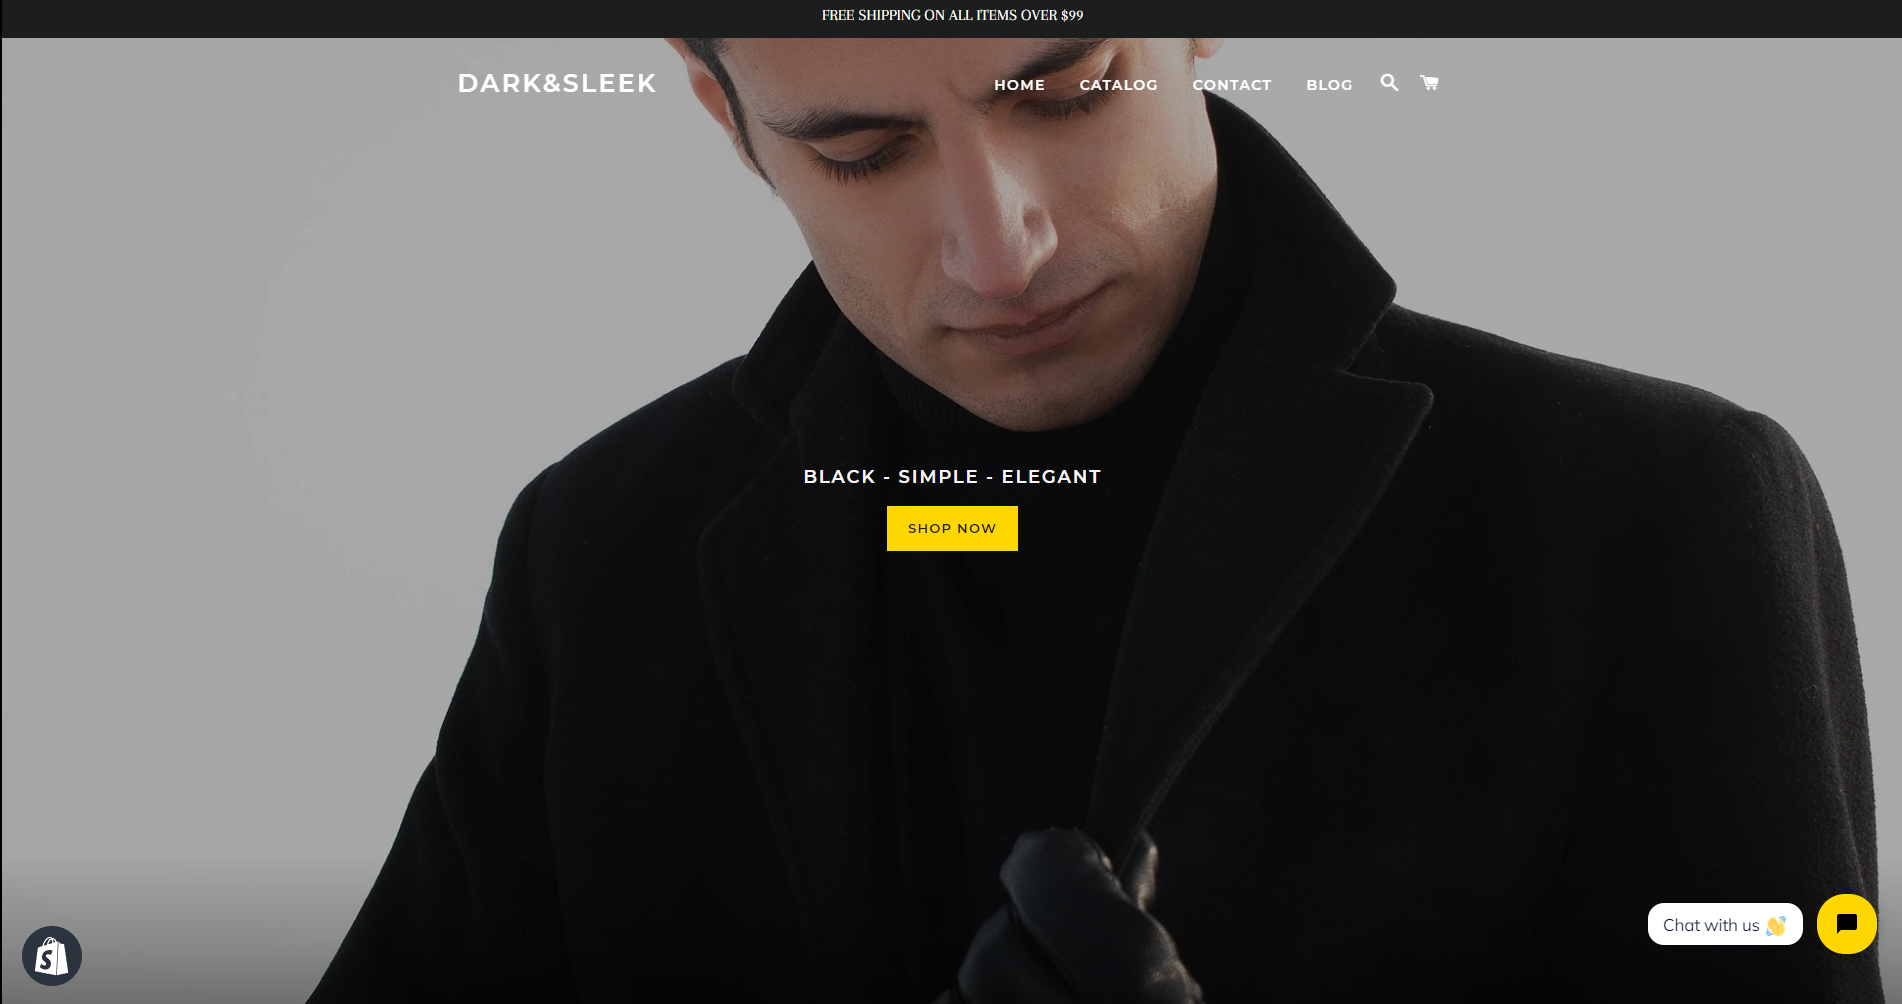 FREE SHIPPING ON ALL ITEMS OVER $99
DARK&SLEEK
HOME CATALOG CONTACT BLOG
BLACK - SIMPLE - ELEGANT
SHOP NOW
Chat with us 👋
S